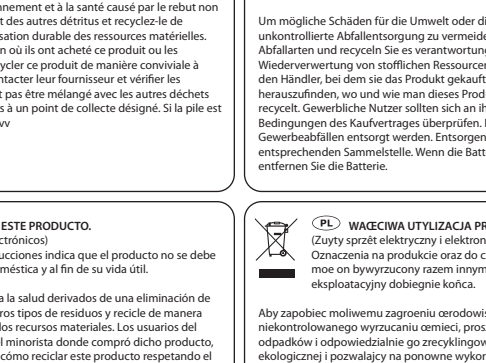 nnement et à la santé causé par le rebut non
t des autres détritus et recyclez-le de
sation durable des ressources matérielles.
n où ils ont acheté ce produit ou les
ycler ce produit de manière conviviale à
ntacter leur fournisseur et vérifier les
t pas être mélangé avec les autres déchets
s à un point de collecte désigné. Si la pile est
vv
Um mögliche Schäden für die Umwelt oder di
unkontrollierte Abfallentsorgung zu vermeide
Abfallarten und recyceln Sie es verantwortung
Wiederverwertung von stofflichen Ressourcen
den Händler, bei dem sie das Produkt gekauft
herauszufinden, wo und wie man dieses Prod
recycelt. Gewerbliche Nutzer sollten sich an ih
Bedingungen des Kaufvertrages überprüfen. 
Gewerbeabfällen entsorgt werden. Entsorgen
entsprechenden Sammelstelle. Wenn die Batt
entfernen Sie die Batterie.
ESTE PRODUCTO.
ctrónicos)
ucciones indica que el producto no se debe
méstica y al fin de su vida útil.
a la salud derivados de una eliminación de
ros tipos de residuos y recicle de manera
los recursos materiales. Los usuarios del
l minorista donde compró dicho producto,
cómo reciclar este producto respetando el
PL WAŒCIWA UTYLIZACJA PR
(Zuyty sprzêt elektryczny i elektron
Oznaczenia na produkcie oraz do c
moe on bywyrzucony razem innym
eksploatacyjny dobiegnie koñca.
Aby zapobiec moliwemu zagroeniu œrodowis
niekontrolowanego wyrzucaniu œmieci, pros
odpadków i odpowiedzialnie go zrecyklingow
ekologicznej i pozwalajcy na ponowne wykor